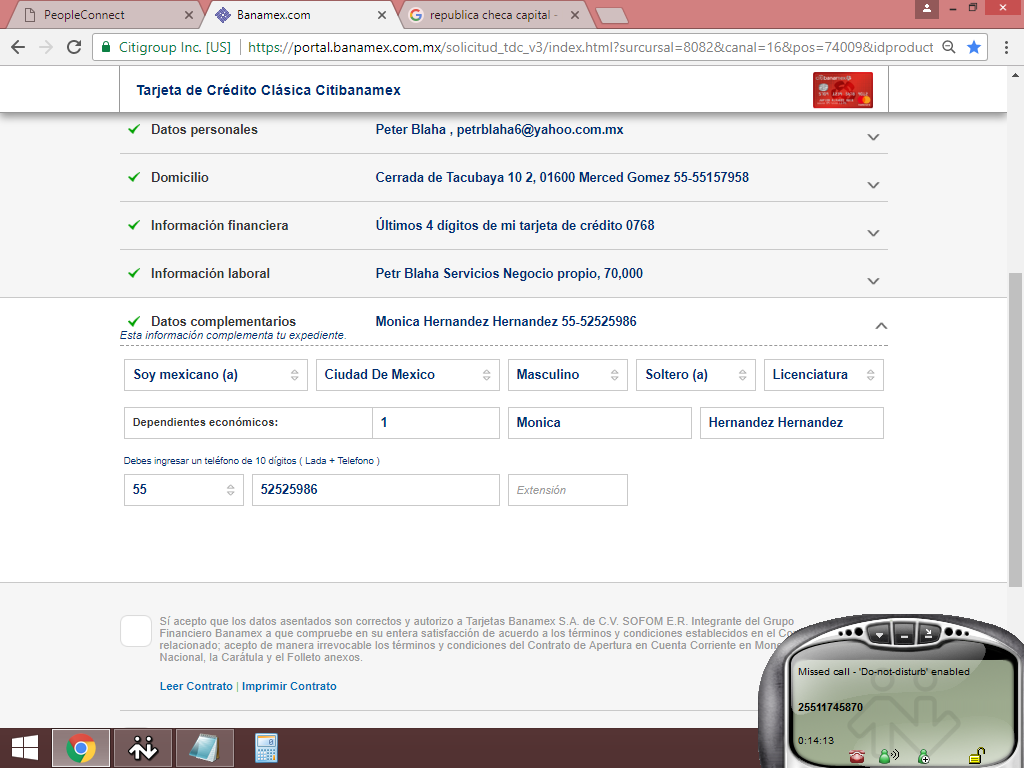 PeopleConnect
Banamex.com
republica checa capital -
Citigroup Inc. [US]
https://portal.banamex.com.mx/solicitud_tdc_v3/index.html?sursursal=8082&canal=16&pos=74009&idproduct
Tarjeta de Crédito Clásica Citibanamex
Datos personales
Peter Blaha , petrblaha6@yahoo.com.mx
Domicilio
Cerrada de Tacubaya 10 2, 01600 Merced Gomez 55-55157958
Información financiera
Últimos 4 dígitos de mi tarjeta de crédito 0768
Información laboral
Petr Blaha Servicios Negocio propio, 70,000
Datos complementarios
Monica Hernandez Hernandez 55-52525986
Esta información complementa tu expediente.
Soy mexicano (a)
Ciudad De Mexico
Masculino
Soltero (a)
Licenciatura
Dependientes económicos:
1
Monica
Hernandez Hernandez
Debes ingresar un teléfono de 10 dígitos ( Lada + Telefono )
55
52525986
Extensión
Sí acepto que los datos asentados son correctos y autorizo a Tarjetas Banamex S.A. de C.V. SOFOM E.R. Integrante del Grupo
Financiero Banamex a que compruebe en su entera satisfacción de acuerdo a los términos y condiciones establecidos en el Co
relacionado; acepto de manera irrevocable los términos y condiciones del Contrato de Apertura en Cuenta Corriente en Mone
Nacional, la Carátula y el Folleto anexos.
Leer Contrato | Imprimir Contrato
Missed call - 'Do-not-disturb' enabled
25511745870
0:14:13